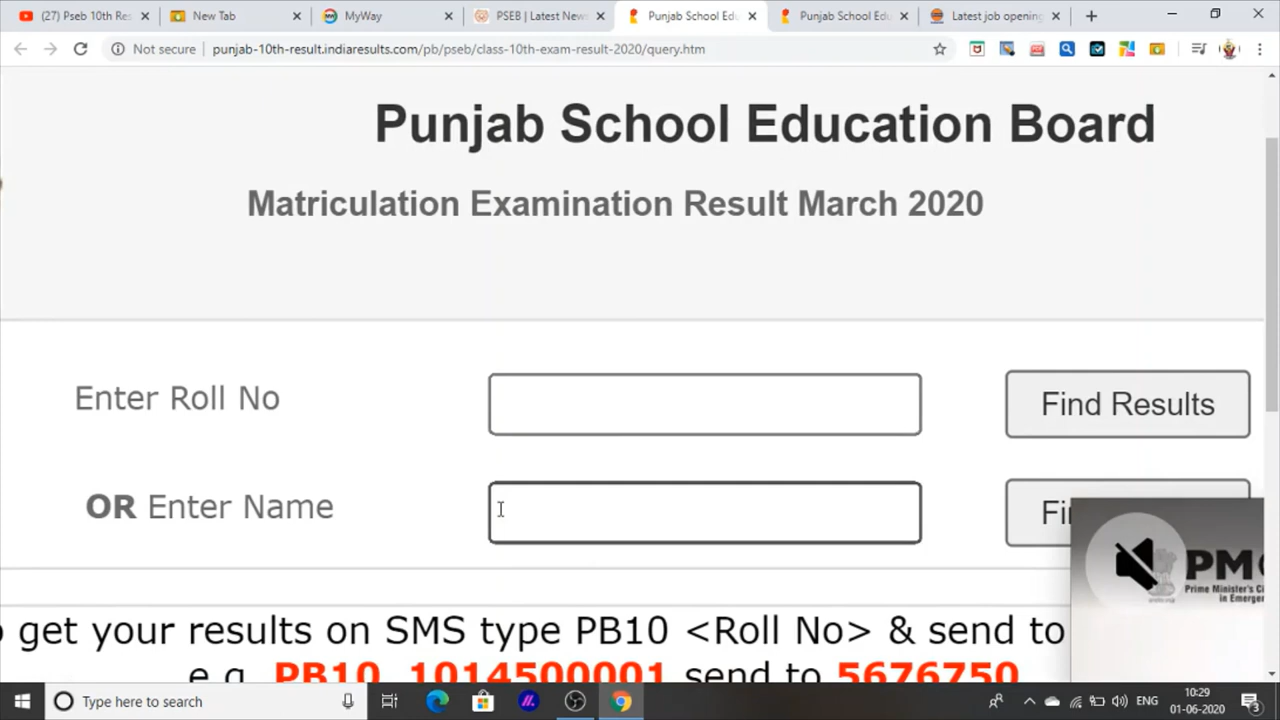 (27) Pseb 10th Res
New Tab
MyWay
PSEB | Latest News
Punjab School Edu
Punjab School Edu
Latest job opening
Not secure
punjab-10th-result.indiaresults.com/pb/pseb/class-10th-exam-result-2020/query.htm
Punjab School Education Board
Matriculation Examination Result March 2020
Enter Roll No
Find Results
OR Enter Name
Fi
PM
Prime Minister's Ci
in Emerge
o get your results on SMS type PB10 <Roll No> & send to
e.g. PB10 1014500001 send to 5676750
Type here to search
ENG
10:29
01-06-2020
3